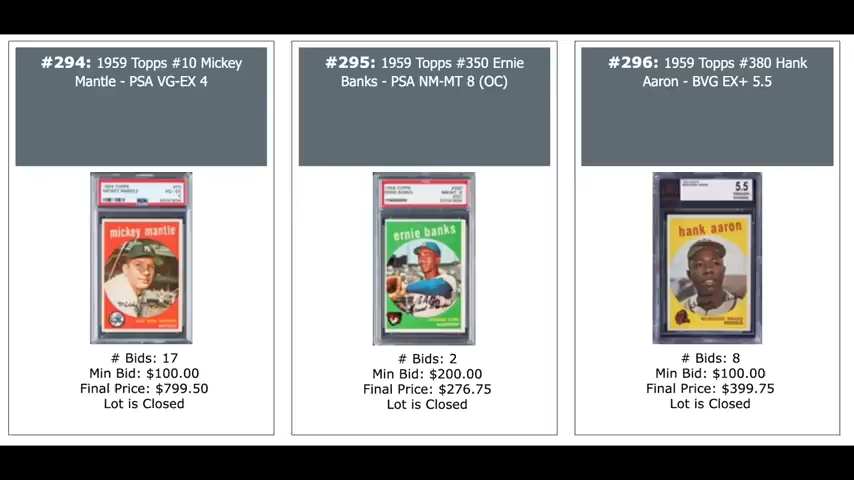 #294: 1959 Topps #10 Mickey
Mantle - PSA VG-EX 4
mickey mantle
# Bids: 17
Min Bid: $100.00
Final Price: $799.50
Lot is Closed
#295: 1959 Topps #350 Ernie
Banks - PSA NM-MT 8 (OC)
ernie banks
# Bids: 2
Min Bid: $200.00
Final Price: $276.75
Lot is Closed
#296: 1959 Topps #380 Hank
Aaron - BVG EX+ 5.5
5.5
hank aaron
# Bids: 8
Min Bid: $100.00
Final Price: $399.75
Lot is Closed